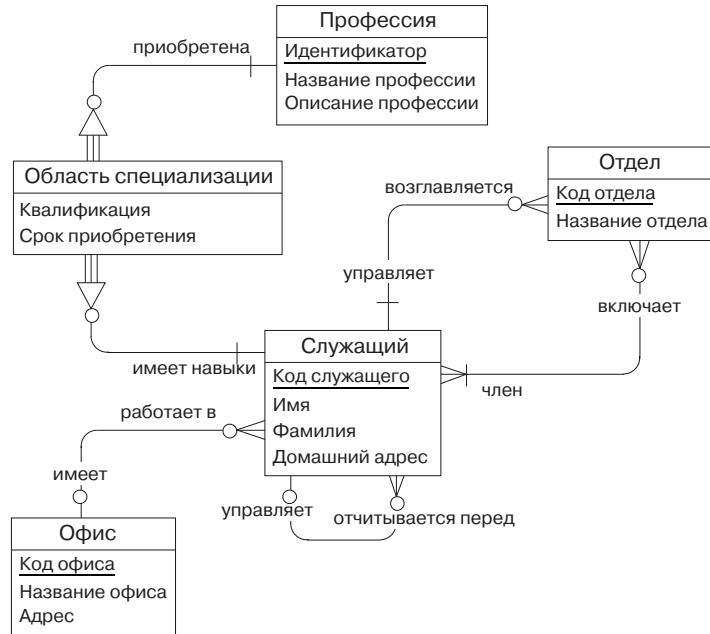 Профессия
приобретена
Идентификатор
Название профессии
Описание профессии
Область специализации
Квалификация
Срок приобретения
Отдел
возглавляется
Код отдела
Название отдела
управляет
включает
Служащий
имеет навыки
Код служащего
член
Имя
работает в
Фамилия
Домашний адрес
имеет
управляет
отчитывается перед
Офис
Код офиса
Название офиса
Адрес